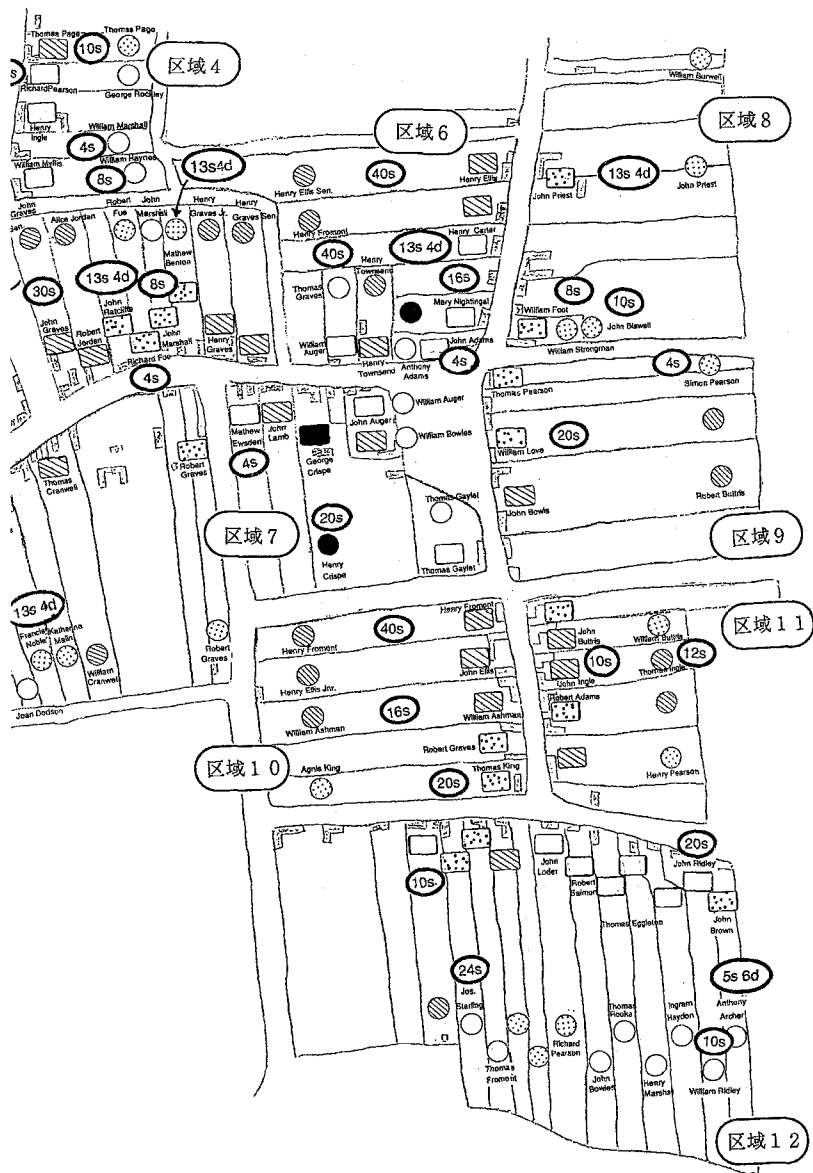 Thomas Page
10s
Thomas Page
区域4
Richard Pearson
George Rockley
Henry
Ingle
William Marshall
4s
William Myllis
William Haynes
8s
13s4d
区域6
40s
Henry Ellis Sen.
Henry Ellis
William Burwell
区域8
13s 4d
John Priest
John Priest
John
Graves
Sen.
Alice Jordan
Robert
Fue
John
Marshall
Henry
Graves Jr.
Henry
Graves Sen.
Mathew
Benton
Henry Fromont
40s
Henry
Townsend
13s 4d
Henry Carter
16s
Thomas
Graves
Mary Nightingal
30s
13s 4d
8s
John
Ratcliffe
John Graves
Robert
Jorden
John
Marshall
Richard Fue
Henry
Graves
4s
William
Auger
Henry
Townsend
John Adams
Anthony
Adams
4s
8s
10s
William Foot
John Biswell
William Strongman
4s
Thomas Pearson
Simon Pearson
20s
William Love
Robert Buttris
John Bowls
区域9
Thomas
Cranwell
Robert
Graves
Mathew
Ewsden
John
Lamb
4s
George
Crispe
John Auger
William Auger
William Bowles
20s
区域7
Henry
Crispe
Thomas Gaylet
Thomas Gaylet
13s 4d
Francis
Noble
Katherina
Malin
William
Cranwell
Robert
Graves
Joan Dodson
40s
Henry Fromont
Henry Fromont
John Ellis
Henry Ellis Jnr.
16s
William Ashman
William Ashman
Robert Graves
区域10
Agnis King
20s
Thomas King
区域11
John
Buttris
William Buttris
10s
12s
John Ingle
Thomas Ingle
Robert Adams
Henry Pearson
10s.
John
Loder
Robert
Salmon
Thomas Eggleton
20s
John Ridley
John
Brown
24s
Jos.
Starling
Thomas
Fromont
Richard
Pearson
John
Bowles
Thomas
Rooka
Henry
Marshal
Ingram
Haydon
5s 6d
Anthony
Archer
10s
William Ridley
区域12